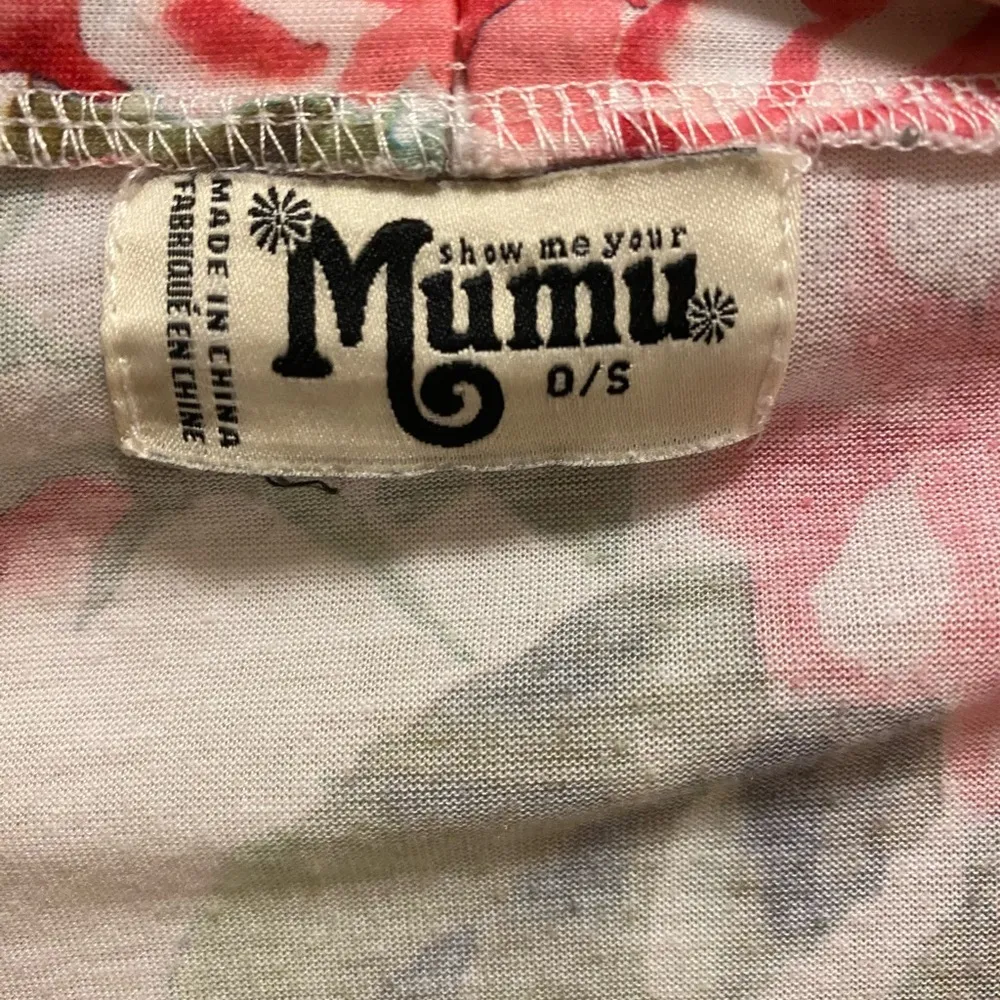 show me your
Mumu
O/S
MADE IN CHINA
FABRIQUÉ EN CHINE